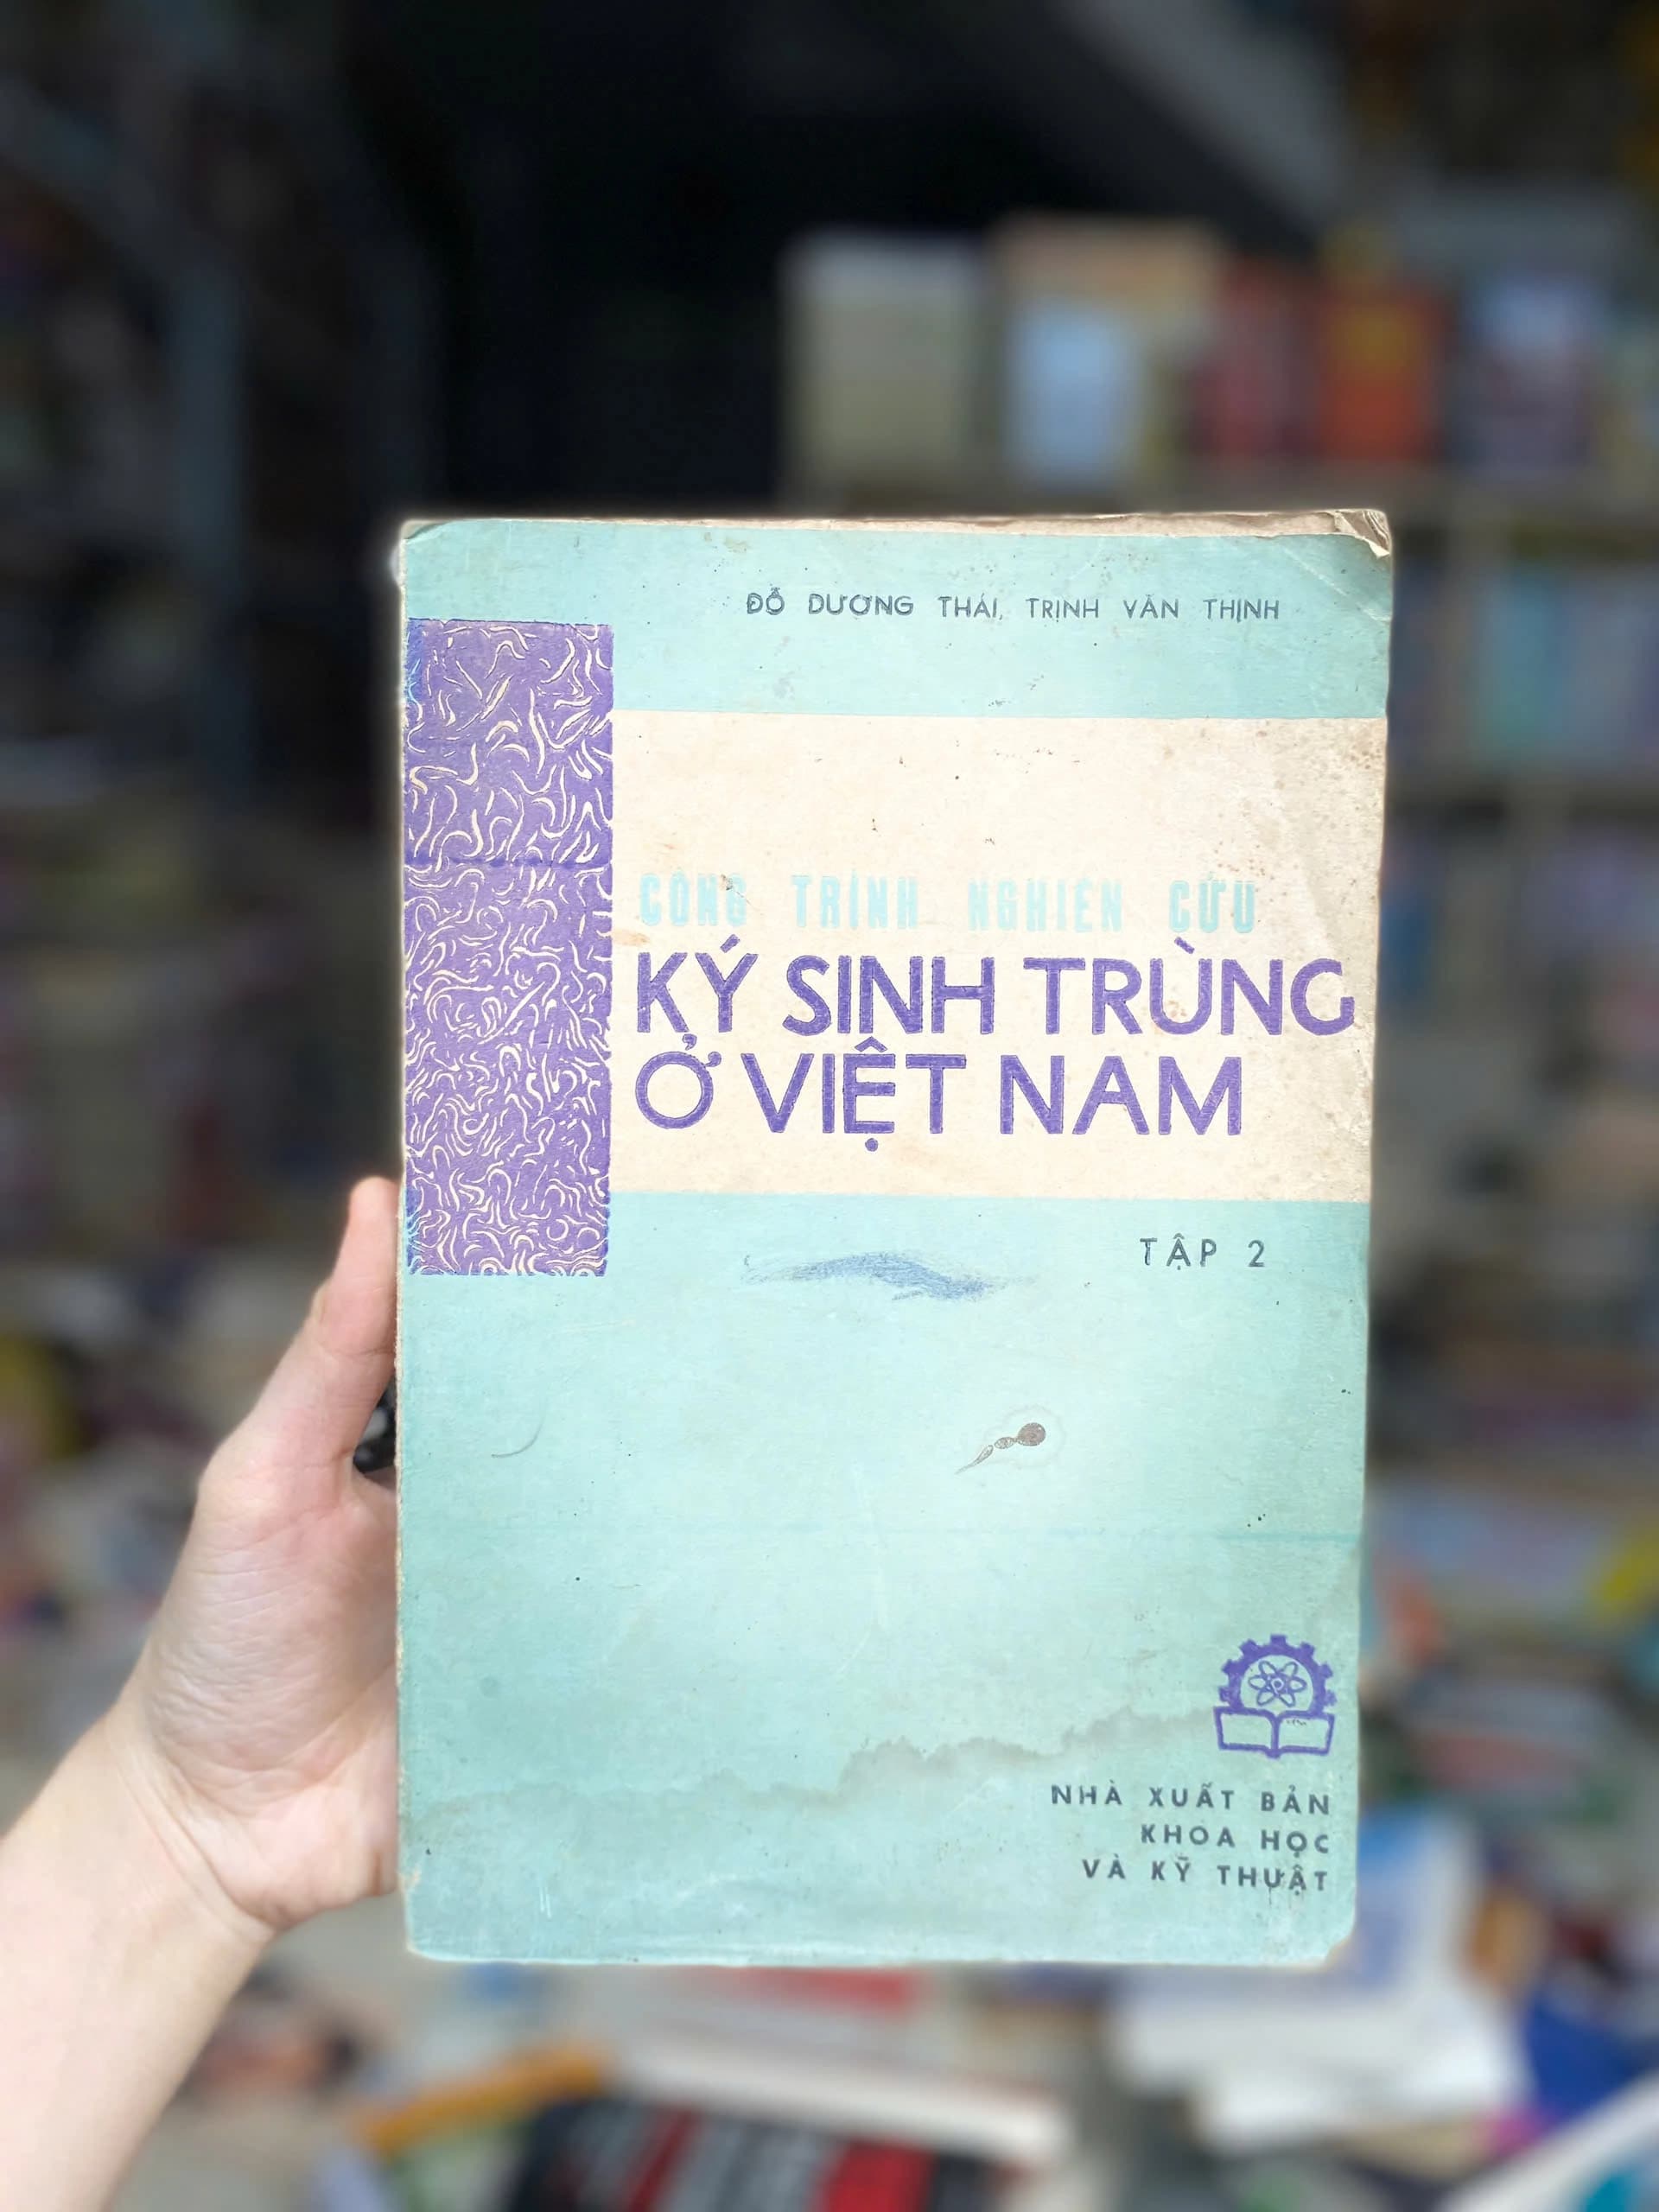 ĐỖ DƯƠNG THÁI, TRỊNH VĂN THỊNH
CÔNG TRÌNH NGHIÊN CỨU
KÝ SINH TRÙNG
Ở VIỆT NAM
TẬP 2
NHÀ XUẤT BẢN
KHOA HỌC
VÀ KỸ THUẬT